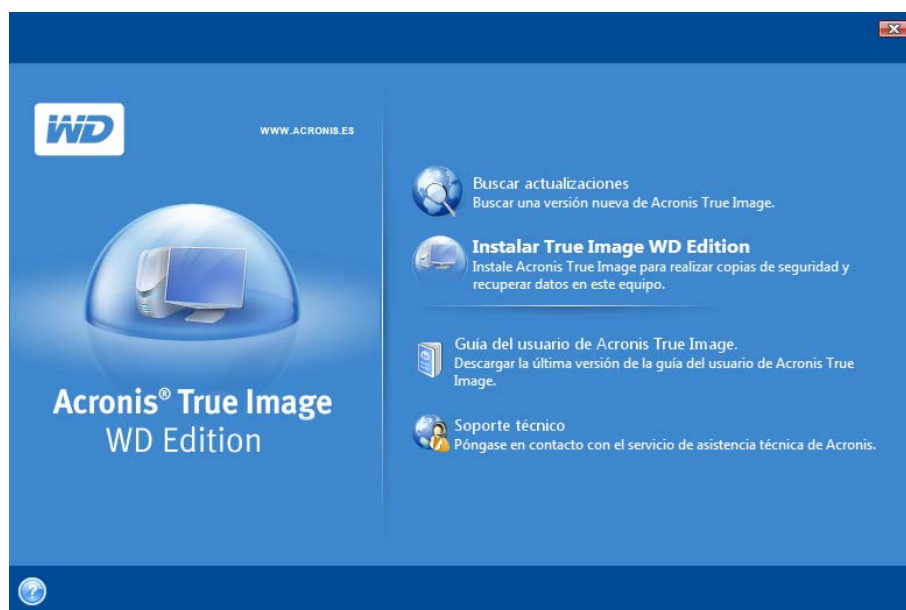 WD
WWW.ACRONIS.ES
Acronis® True Image
WD Edition
Buscar actualizaciones
Buscar una versión nueva de Acronis True Image.
Instalar True Image WD Edition
Instale Acronis True Image para realizar copias de seguridad y
recuperar datos en este equipo.
Guía del usuario de Acronis True Image.
Descargar la última versión de la guía del usuario de Acronis True
Image.
Soporte técnico
Póngase en contacto con el servicio de asistencia técnica de Acronis.
?